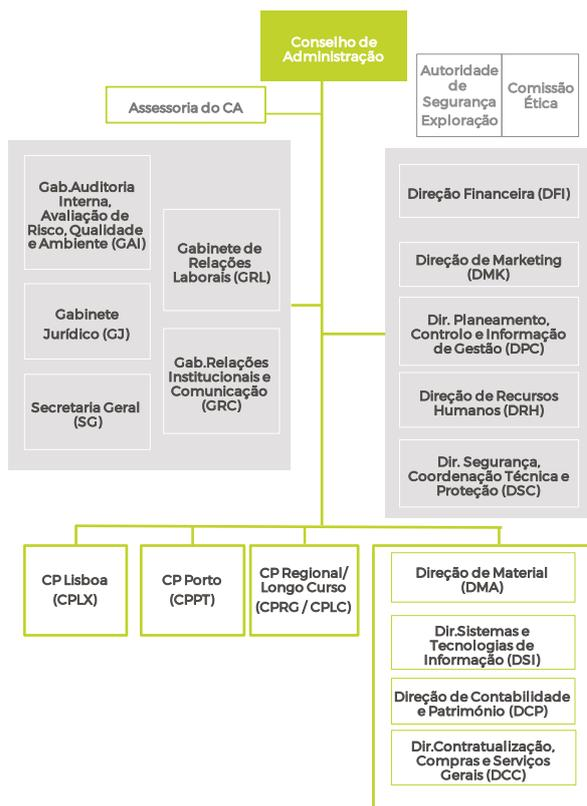 Conselho de
Administração
Autoridade
de
Segurança
Exploração
Comissão
Ética
Assessoria do CA
Gab.Auditoria
Interna,
Avaliação de
Risco, Qualidade
e Ambiente (GAI)
Gabinete de
Relações
Laborais (GRL)
Gabinete
Jurídico (GJ)
Gab.Relações
Institucionais e
Comunicação
(GRC)
Secretaria Geral
(SG)
Direção Financeira (DFI)
Direção de Marketing
(DMK)
Dir. Planeamento,
Controlo e Informação
de Gestão (DPC)
Direção de Recursos
Humanos (DRH)
Dir. Segurança,
Coordenação Técnica e
Proteção (DSC)
CP Lisboa
(CPLX)
CP Porto
(CPPT)
CP Regional/
Longo Curso
(CPRG / CPLC)
Direção de Material
(DMA)
Dir.Sistemas e
Tecnologias de
Informação (DSI)
Direção de Contabilidade
e Património (DCP)
Dir.Contratualização,
Compras e Serviços
Gerais (DCC)